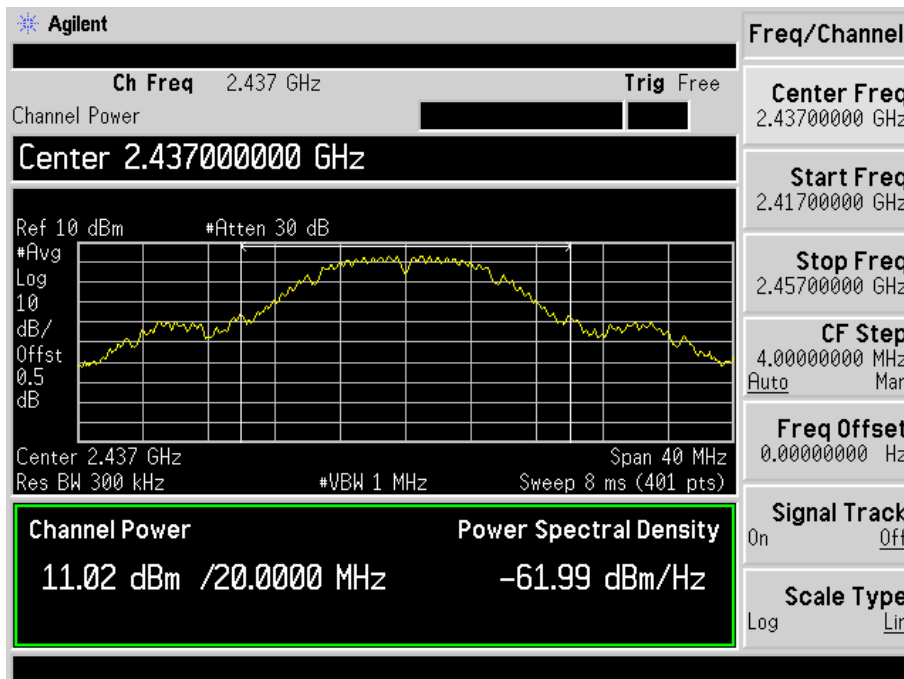 Agilent
Freq/Channel
Ch Freq 2.437 GHz Trig Free
Channel Power
Center 2.437000000 GHz
Ref 10 dBm #Atten 30 dB
#Avg
Log
10
dB/
Offst
0.5
dB
Center 2.437 GHz Span 40 MHz
Res BW 300 kHz #VBW 1 MHz Sweep 8 ms (401 pts)
Channel Power Power Spectral Density
11.02 dBm /20.0000 MHz -61.99 dBm/Hz
Center Freq
2.43700000 GHz
Start Freq
2.41700000 GHz
Stop Freq
2.45700000 GHz
CF Step
4.00000000 MHz
Auto Man
Freq Offset
0.00000000 Hz
Signal Track
On Off
Scale Type
Log Lin